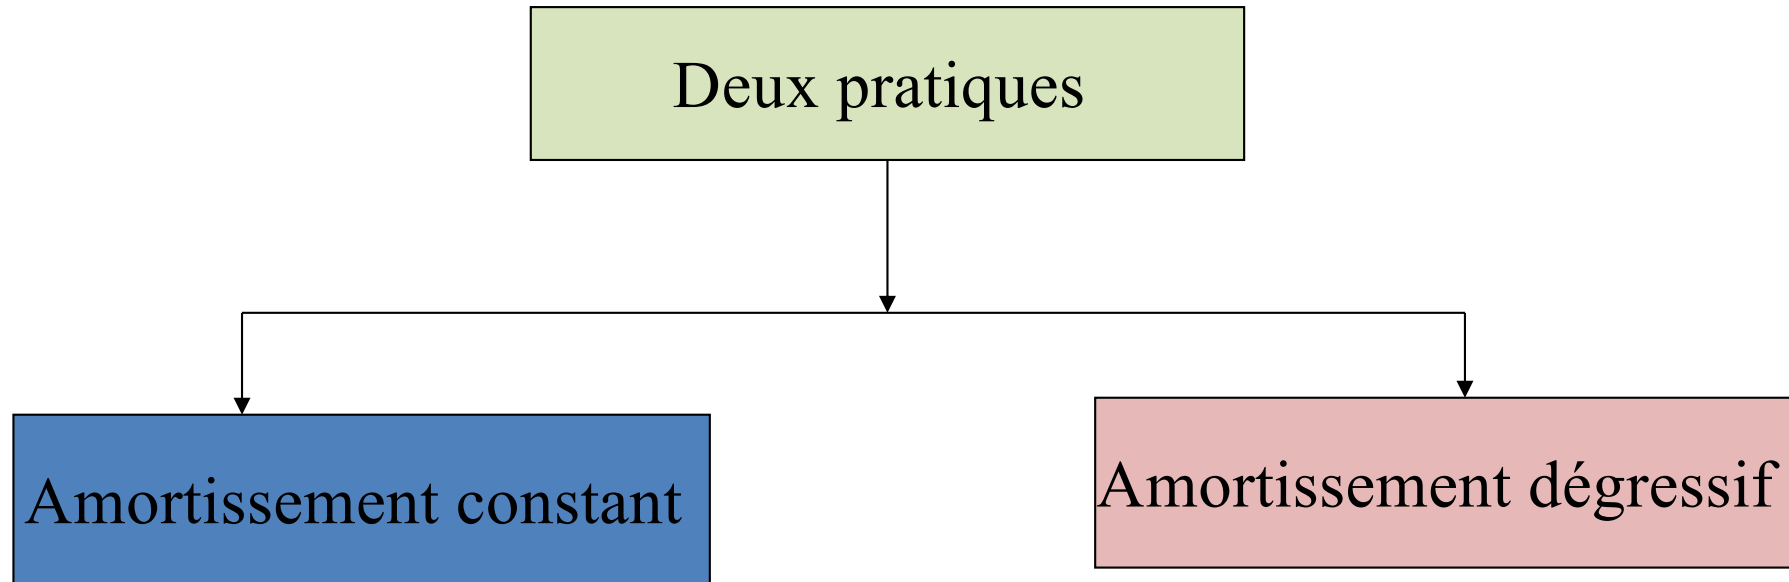 Deux pratiques
Amortissement constant
Amortissement dégressif